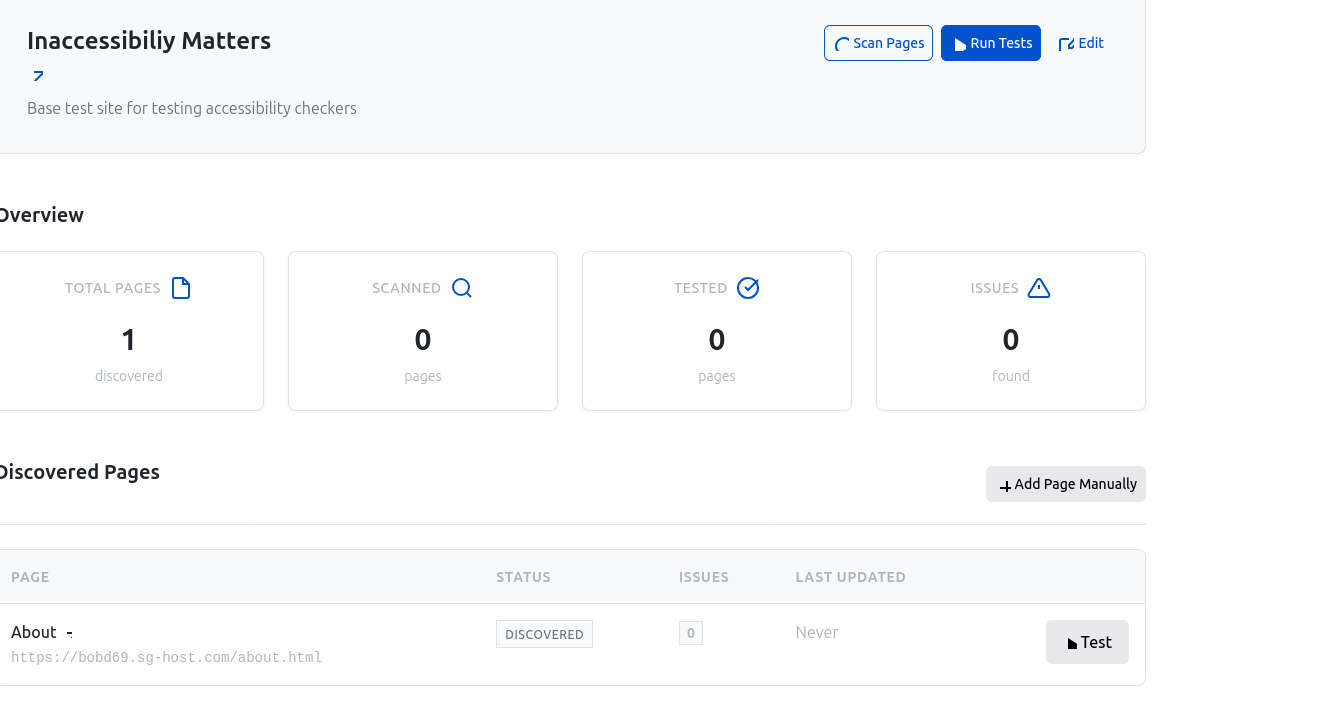 Inaccessibiliy Matters
Scan Pages
Run Tests
Edit
Base test site for testing accessibility checkers
Overview
TOTAL PAGES
1
discovered
SCANNED
0
pages
TESTED
0
pages
ISSUES
0
found
Discovered Pages
Add Page Manually
PAGE STATUS ISSUES LAST UPDATED
About DISCOVERED 0 Never Test
https://bobd69.sg-host.com/about.html